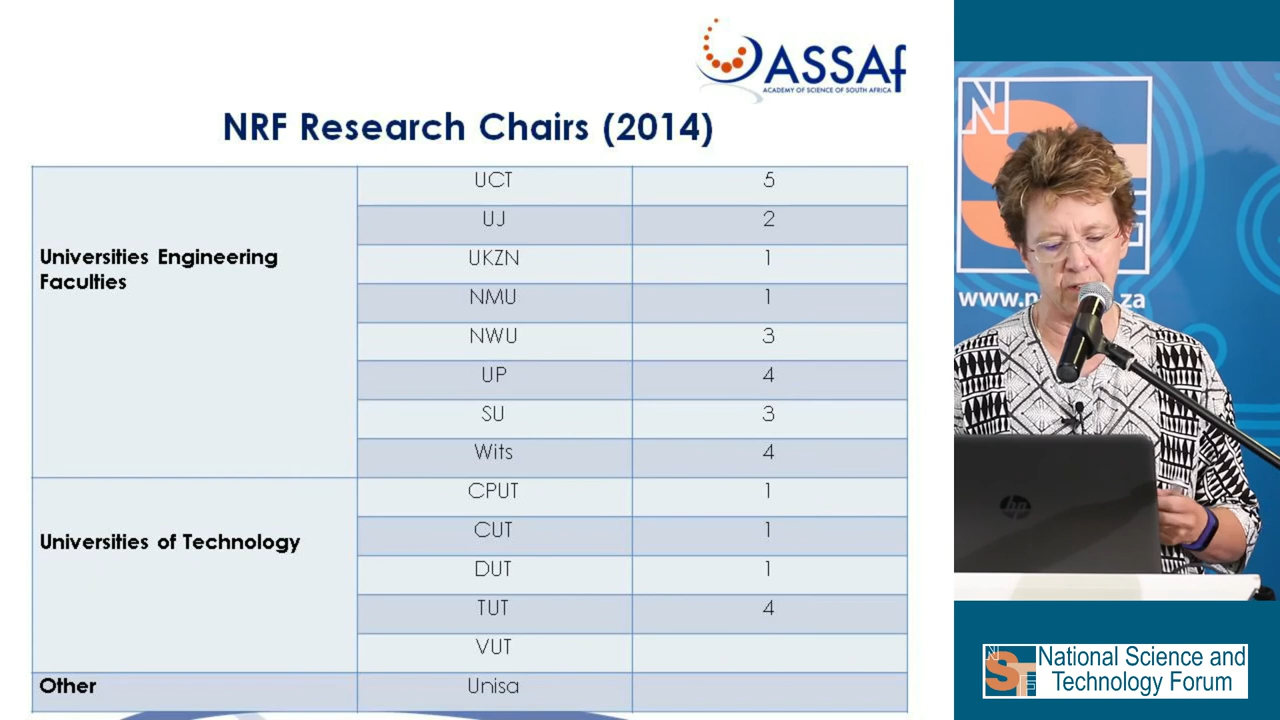 ASSAf
ACADEMY OF SCIENCE OF SOUTH AFRICA
NRF Research Chairs (2014)
Universities Engineering
Faculties
UCT 5
UJ 2
UKZN 1
NMU 1
NWU 3
UP 4
SU 3
Wits 4
Universities of Technology
CPUT 1
CUT 1
DUT 1
TUT 4
VUT
Other
Unisa
N
S
hp
National Science and
Technology Forum